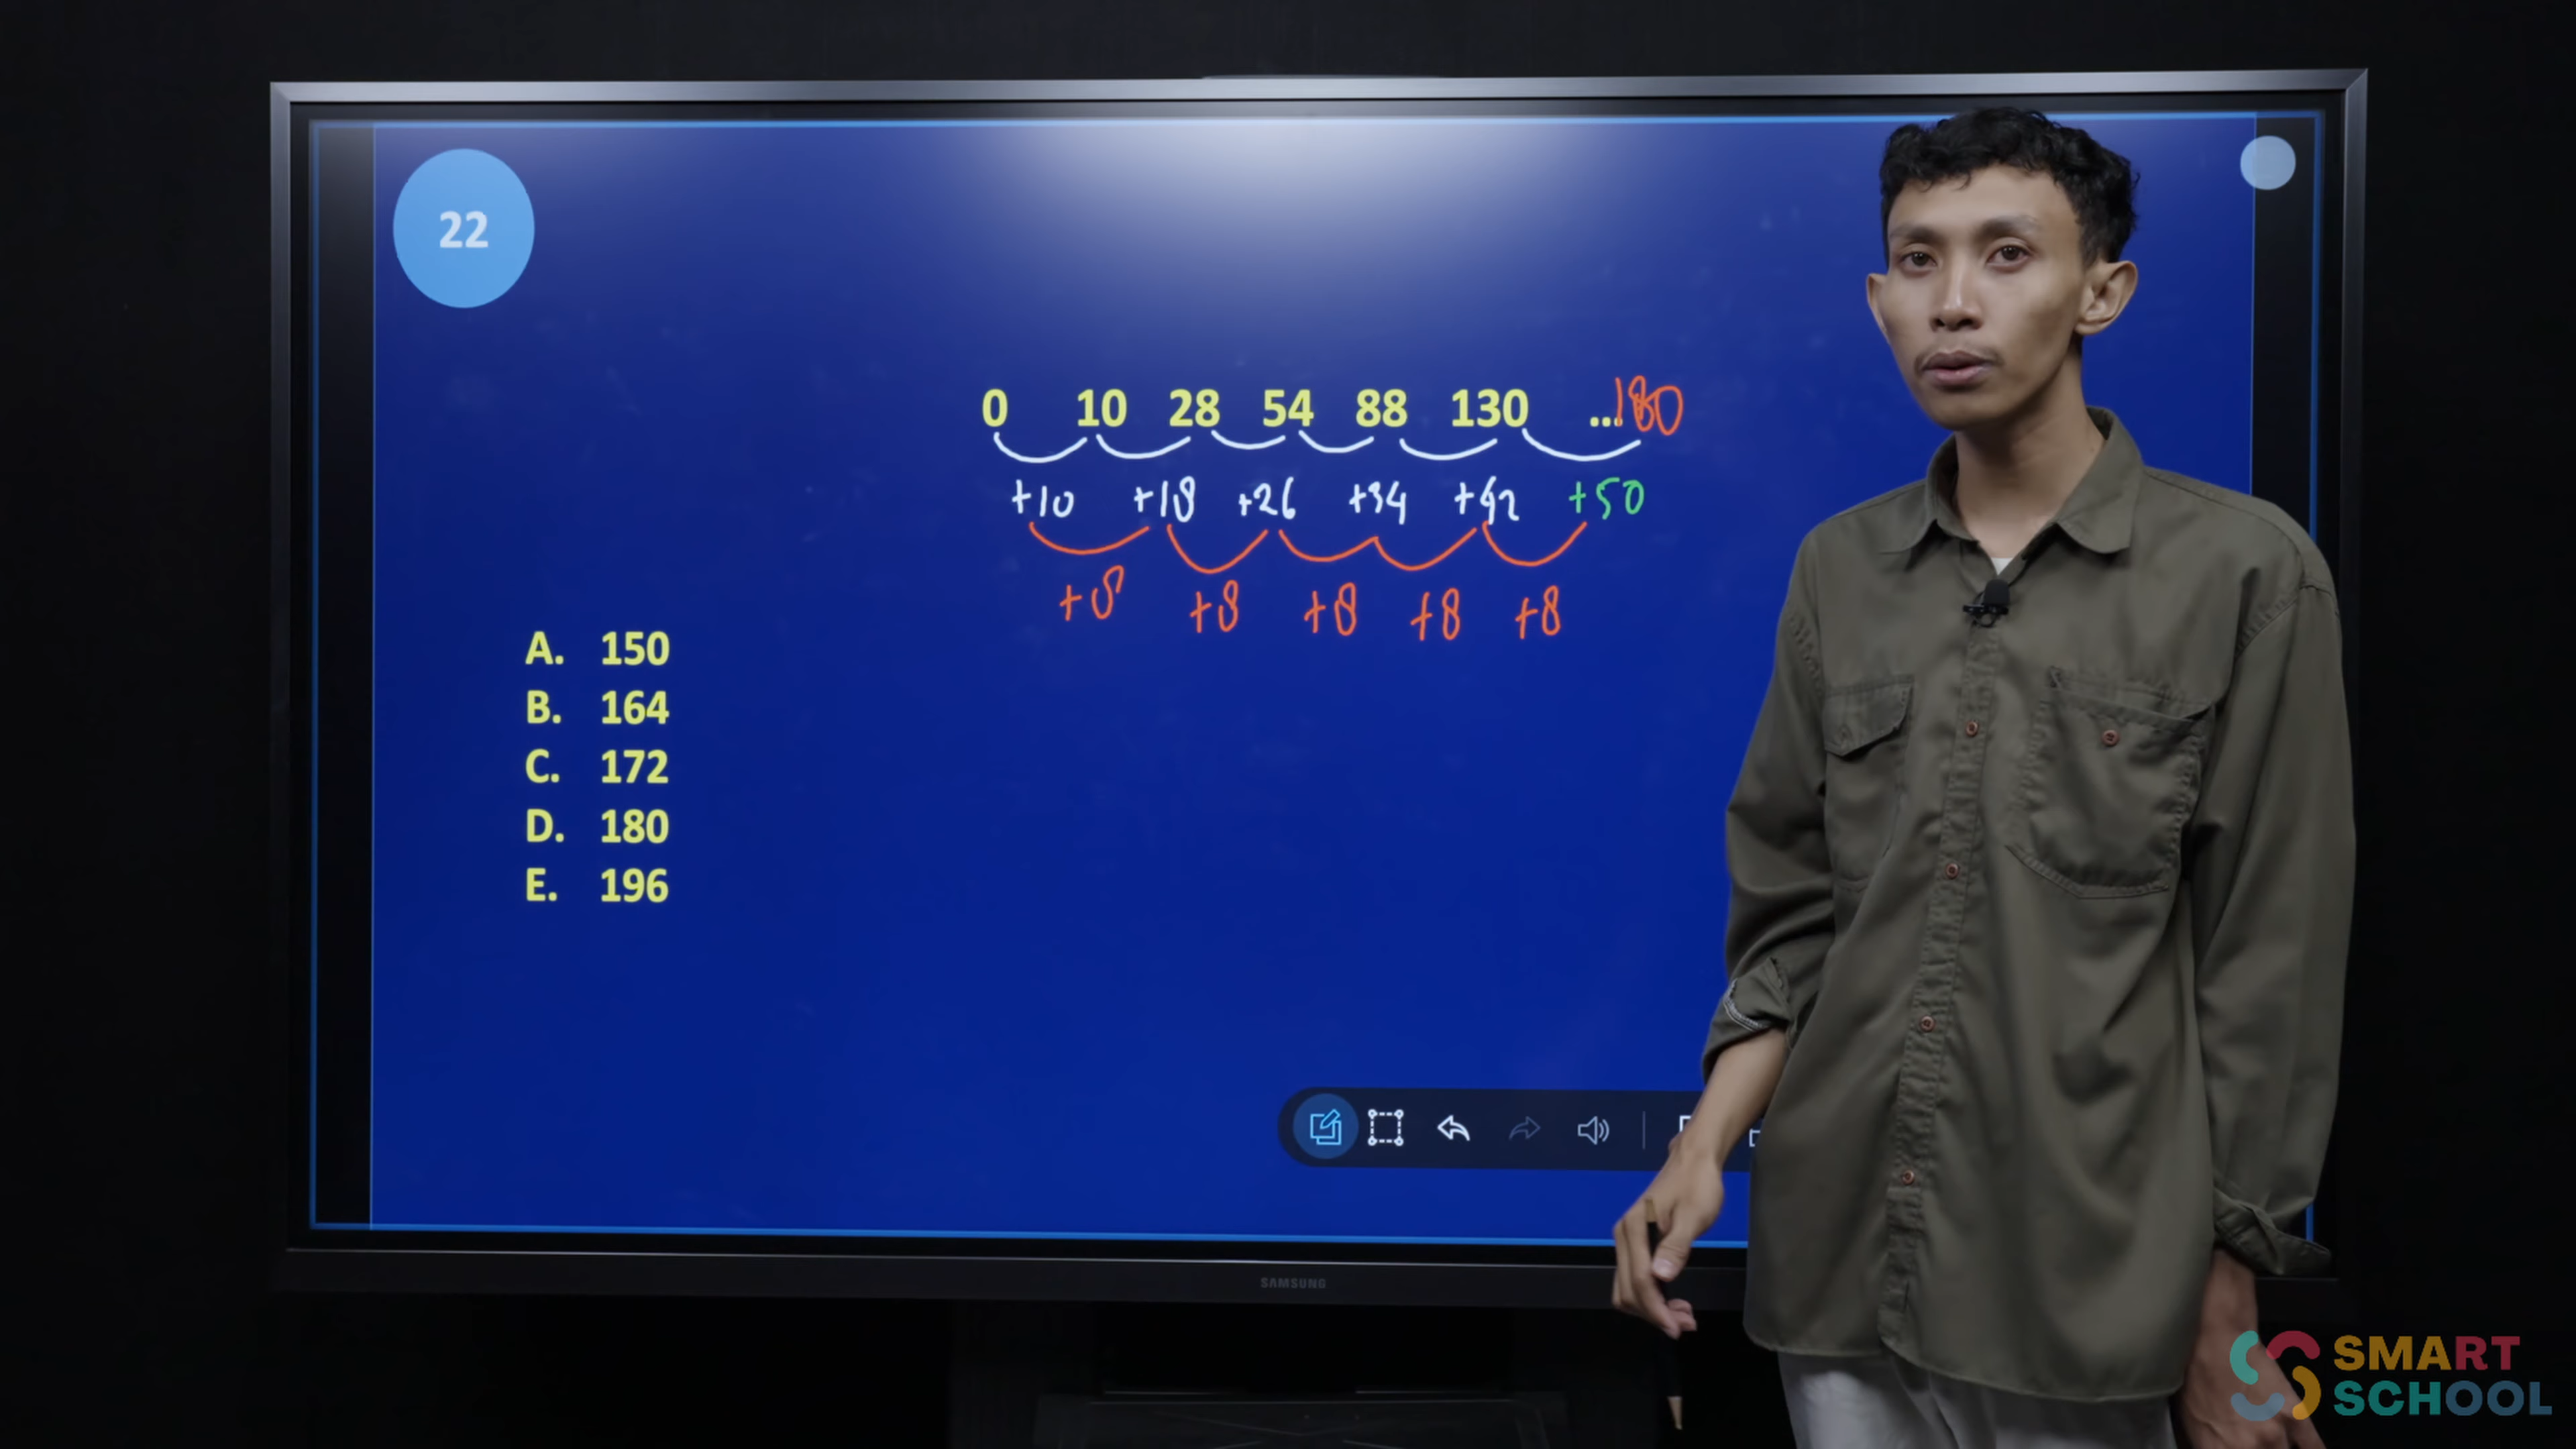 22
0 10 28 54 88 130 ...180
+10 +18 +26 +34 +42 +50
+8 +8 +8 +8 +8
A. 150
B. 164
C. 172
D. 180
E. 196
SAMSUNG
SMART
SCHOOL